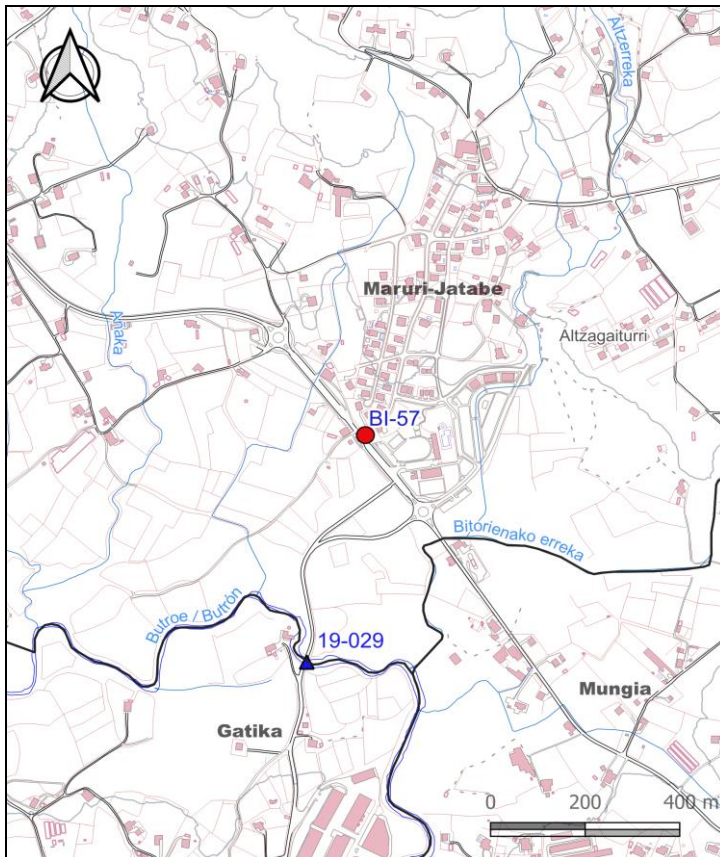 Altzerreka
Maruri-Jatabe
Añaka
Altzagaiturri
BI-57
Bitorienako erreka
Butroe / Butrón
19-029
Mungia
Gatika
0 200 400 m